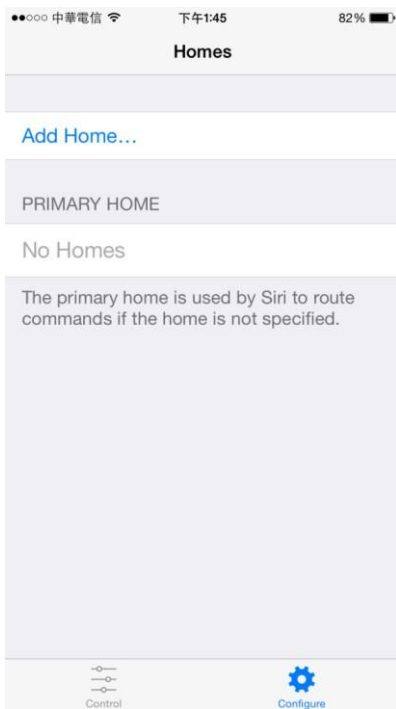 中華電信 下午1:45 82%
Homes
Add Home...
PRIMARY HOME
No Homes
The primary home is used by Siri to route
commands if the home is not specified.
Control Configure